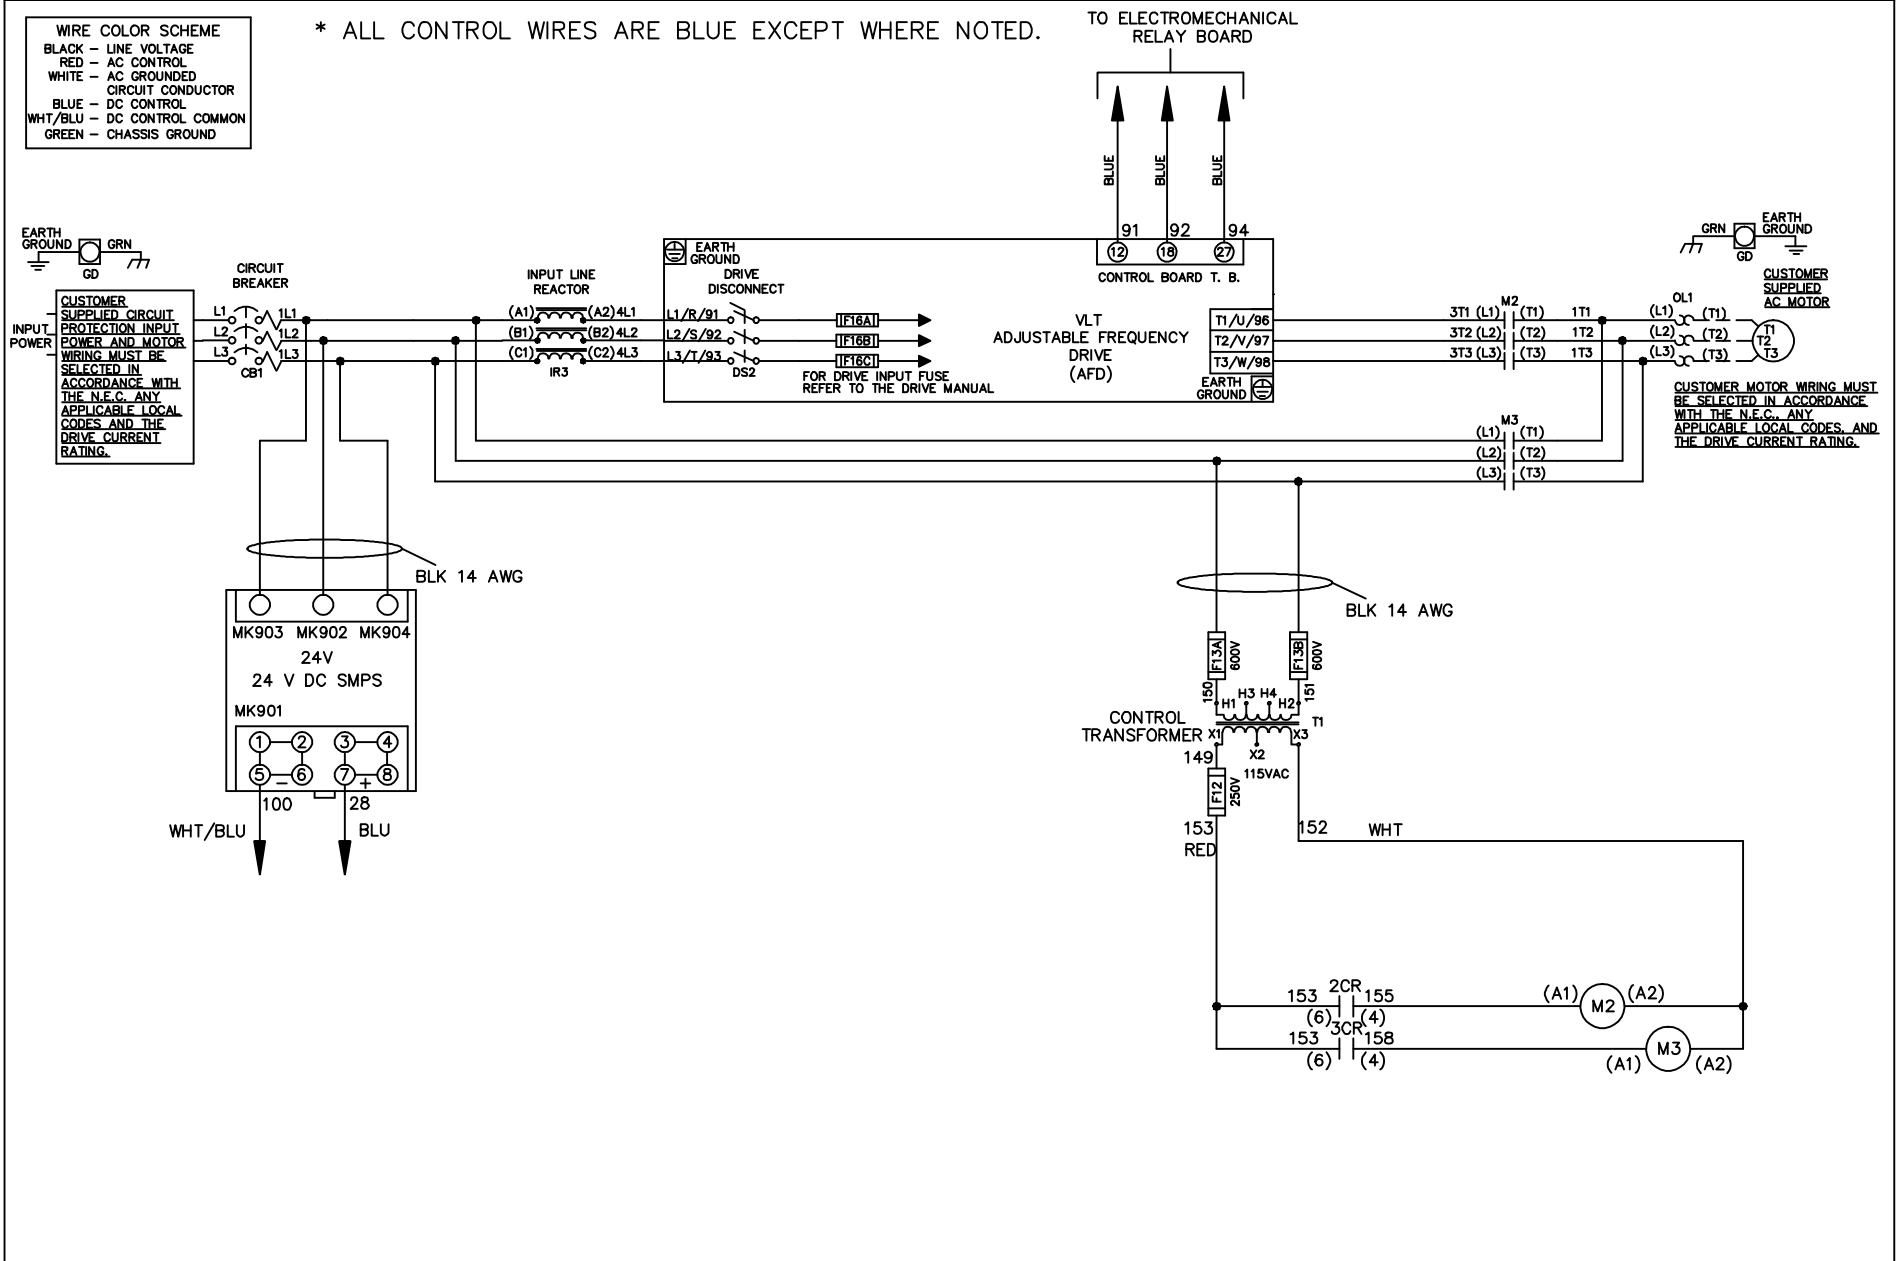 WIRE COLOR SCHEME
BLACK – LINE VOLTAGE
RED – AC CONTROL
WHITE – AC GROUNDED
CIRCUIT CONDUCTOR
BLUE – DC CONTROL
WHT/BLU – DC CONTROL COMMON
GREEN – CHASSIS GROUND
* ALL CONTROL WIRES ARE BLUE EXCEPT WHERE NOTED.
TO ELECTROMECHANICAL
RELAY BOARD
BLUE
BLUE
BLUE
91 92 94
12 18 27
CONTROL BOARD T. B.
EARTH
GROUND
GRN
GD
CUSTOMER
SUPPLIED CIRCUIT
PROTECTION INPUT
POWER AND MOTOR
WIRING MUST BE
SELECTED IN
ACCORDANCE WITH
THE N.E.C. ANY
APPLICABLE LOCAL
CODES AND THE
DRIVE CURRENT
RATING.
INPUT
POWER
CIRCUIT
BREAKER
L1 1L1
L2 1L2
L3 1L3
CB1
INPUT LINE
REACTOR
(A1) (A2) 4L1
(B1) (B2) 4L2
(C1) (C2) 4L3
IR3
EARTH
GROUND
DRIVE
DISCONNECT
L1/R/91
L2/S/92
L3/T/93
DS2
F16A
F16B
F16C
FOR DRIVE INPUT FUSE
REFER TO THE DRIVE MANUAL
VLT
ADJUSTABLE FREQUENCY
DRIVE
(AFD)
T1/U/96
T2/V/97
T3/W/98
EARTH
GROUND
M2
3T1 (L1) (T1) 1T1
3T2 (L2) (T2) 1T2
3T3 (L3) (T3) 1T3
M3
(L1) (T1)
(L2) (T2)
(L3) (T3)
OL1
(L1) (T1)
(L2) (T2)
(L3) (T3)
T1
T2
T3
GRN
GD
EARTH
GROUND
CUSTOMER
SUPPLIED
AC MOTOR
CUSTOMER MOTOR WIRING MUST
BE SELECTED IN ACCORDANCE
WITH THE N.E.C., ANY
APPLICABLE LOCAL CODES, AND
THE DRIVE CURRENT RATING.
BLK 14 AWG
MK903 MK902 MK904
24V
24 V DC SMPS
MK901
1 2 3 4
5 6 7 8
– +
100 28
WHT/BLU BLU
BLK 14 AWG
F13A
600V
F13B
600V
150
151
H1 H3 H4 H2
T1
CONTROL
TRANSFORMER
X1 X2 X3
149
115VAC
F12
250V
153
RED
152 WHT
2CR
153 155
(6) (4)
(A1) M2 (A2)
3CR
153 158
(6) (4)
(A1) M3 (A2)